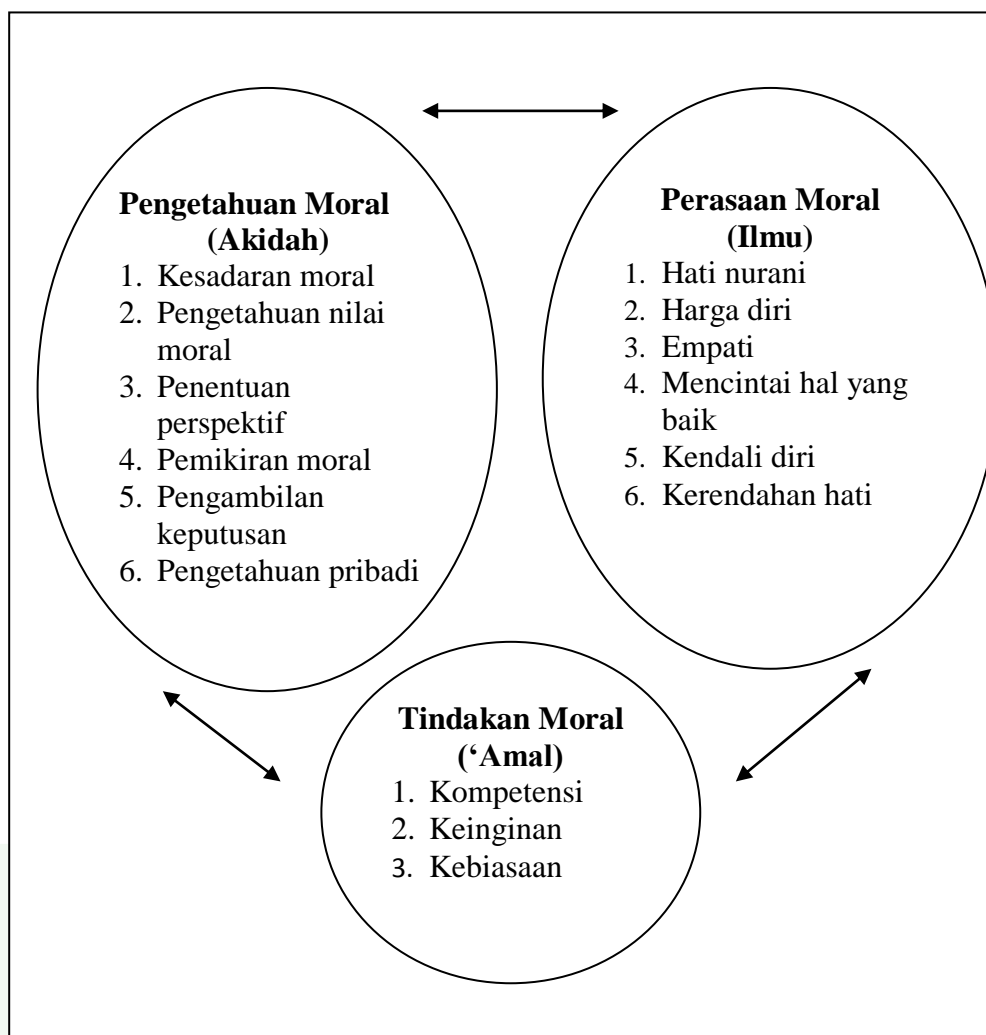 Pengetahuan Moral
(Akidah)
1. Kesadaran moral
2. Pengetahuan nilai
moral
3. Penentuan
perspektif
4. Pemikiran moral
5. Pengambilan
keputusan
6. Pengetahuan pribadi
Perasaan Moral
(Ilmu)
1. Hati nurani
2. Harga diri
3. Empati
4. Mencintai hal yang
baik
5. Kendali diri
6. Kerendahan hati
Tindakan Moral
(‘Amal)
1. Kompetensi
2. Keinginan
3. Kebiasaan